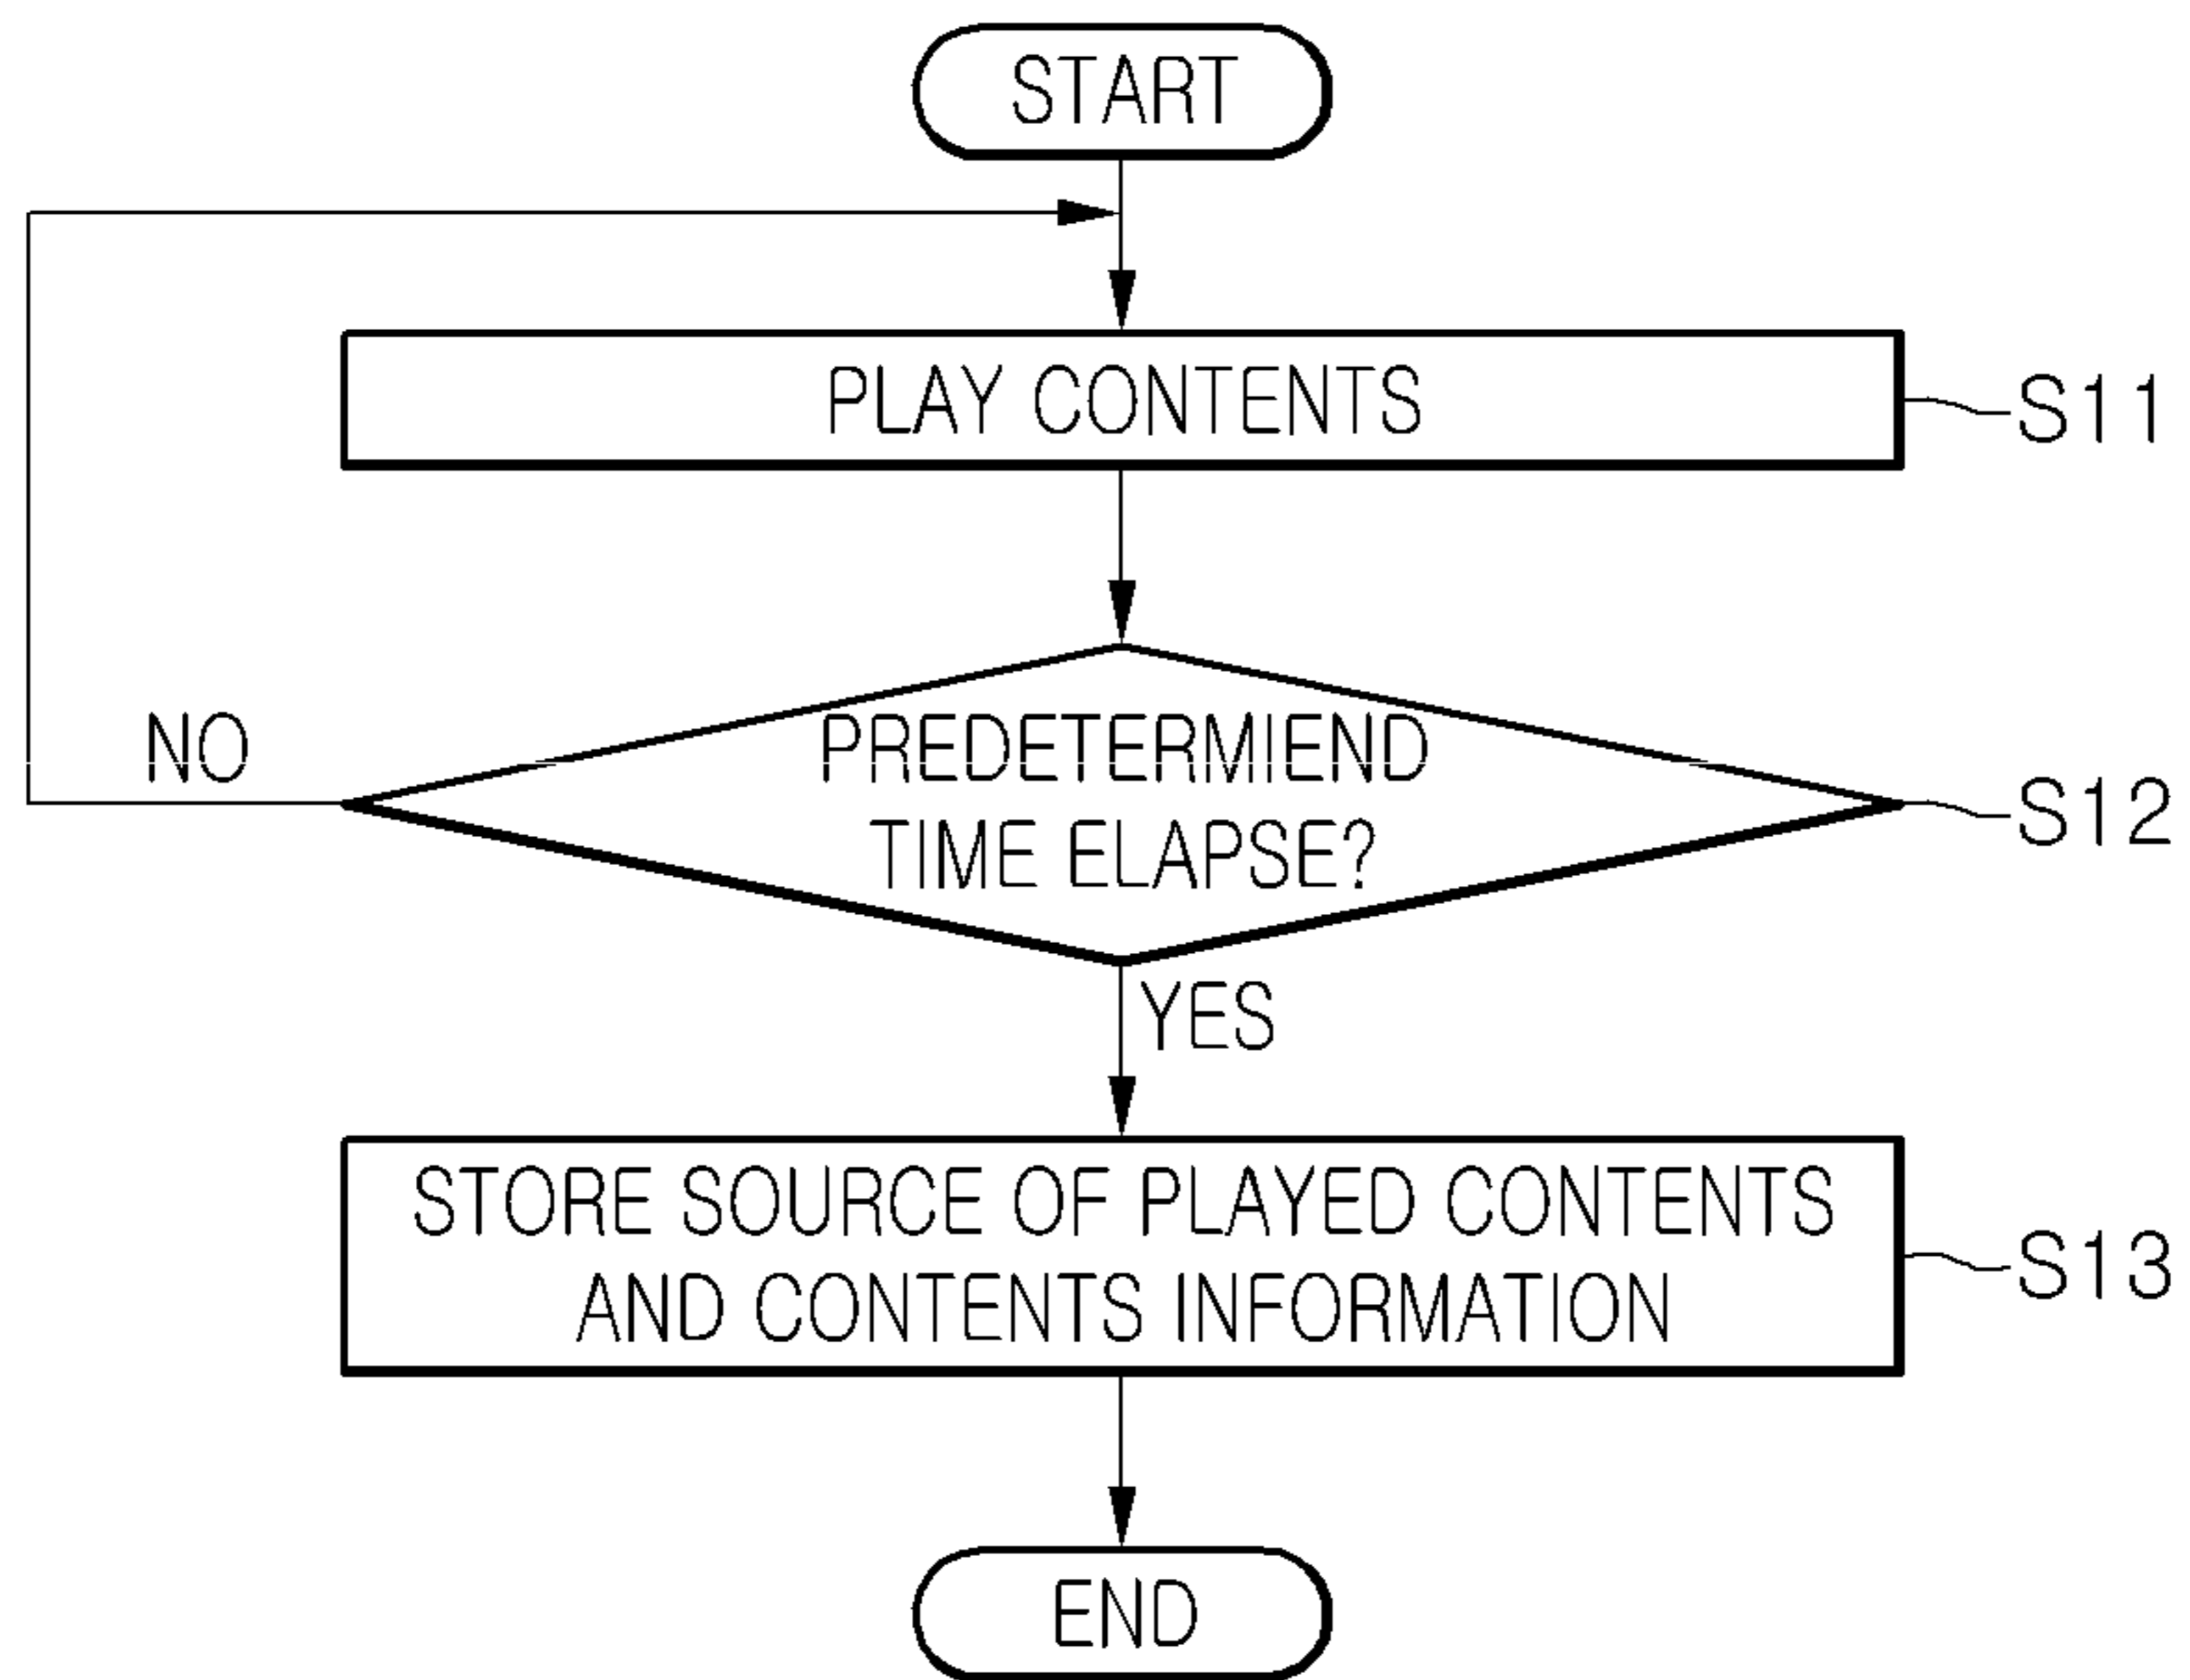 START
PLAY CONTENTS
S11
NO
PREDETERMIEND
TIME ELAPSE?
S12
YES
STORE SOURCE OF PLAYED CONTENTS
AND CONTENTS INFORMATION
S13
END